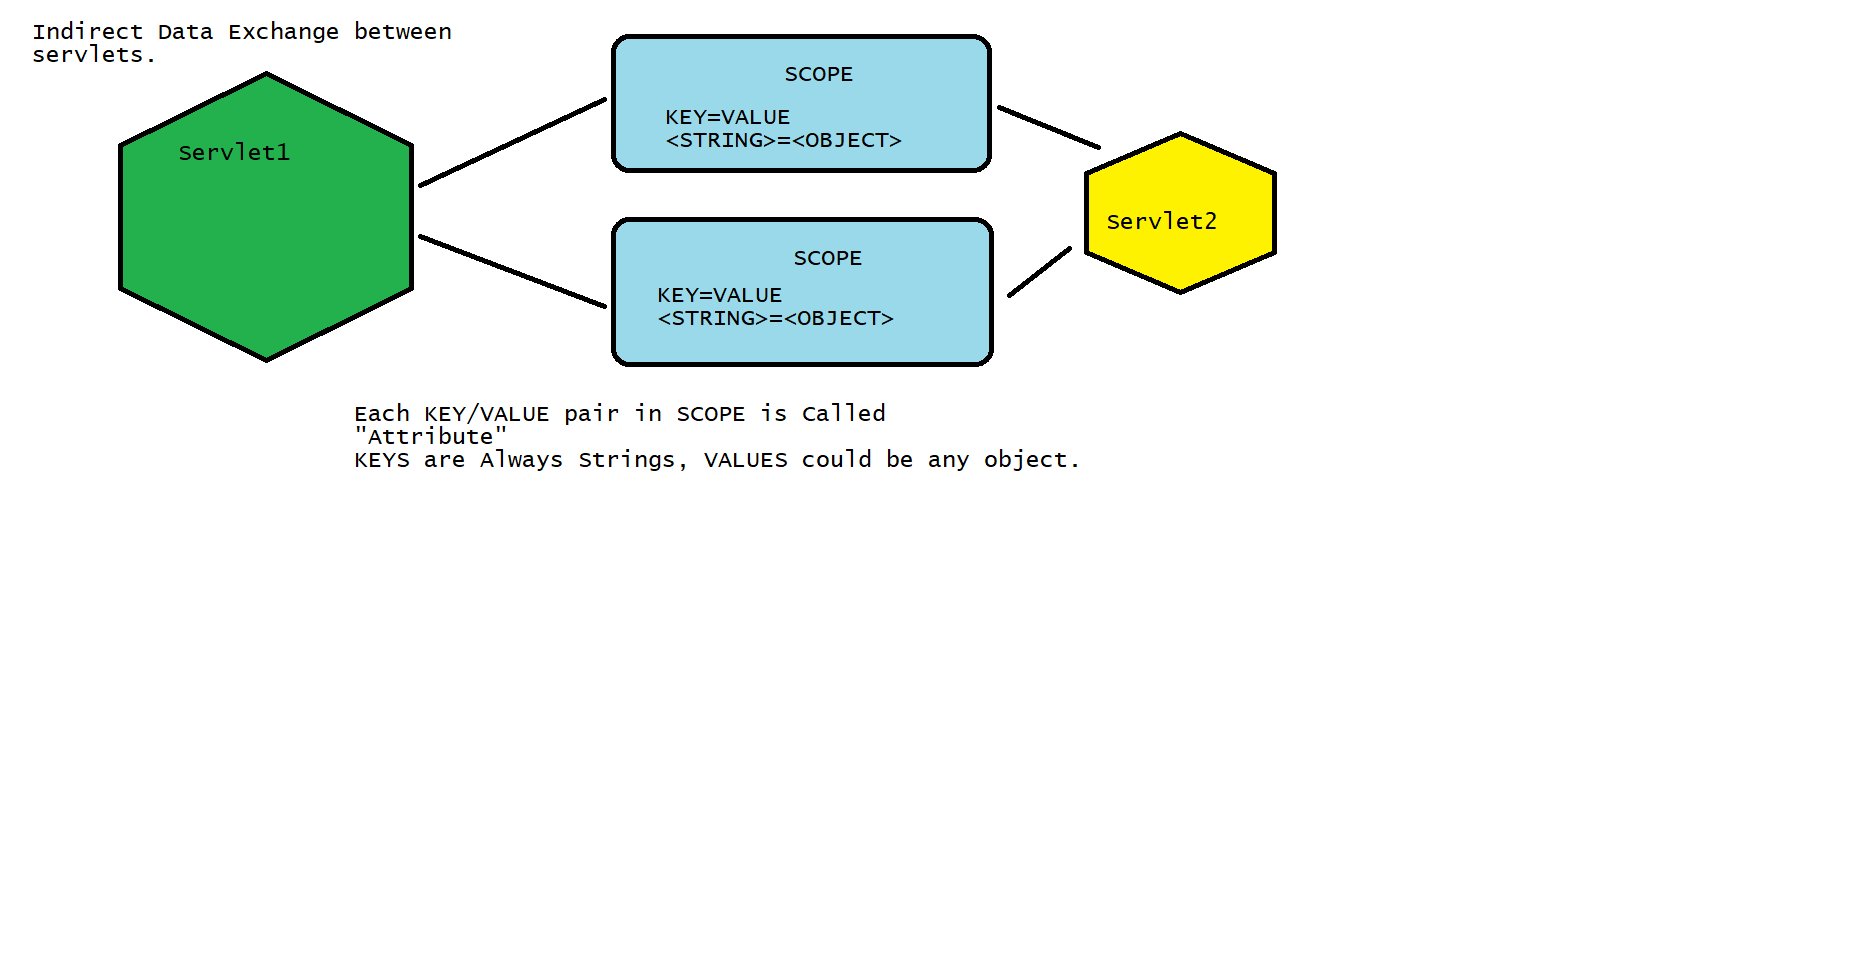 Indirect Data Exchange between
servlets.
Servlet1
SCOPE
KEY=VALUE
<STRING>=<OBJECT>
SCOPE
KEY=VALUE
<STRING>=<OBJECT>
Servlet2
Each KEY/VALUE pair in SCOPE is Called
"Attribute"
KEYS are Always Strings, VALUES could be any object.